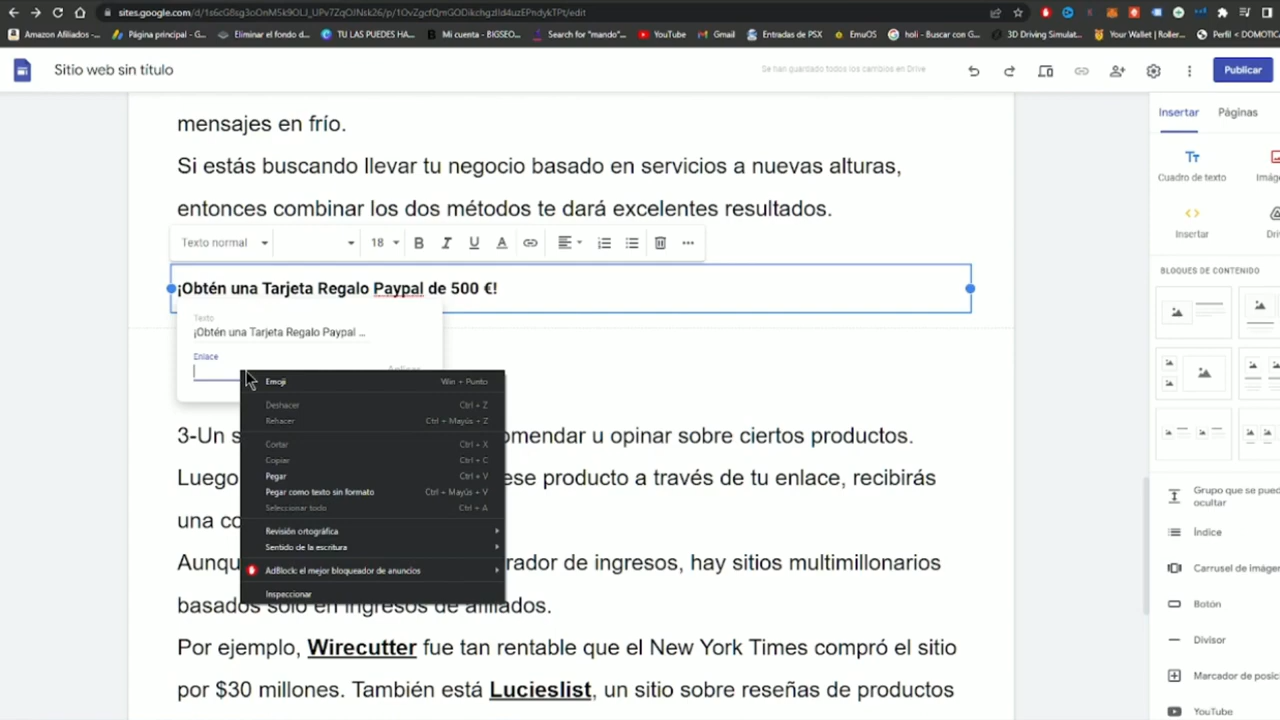 sites.google.com/d/1s6cG8sg3oOnM5k9OLJ_UPv7ZqOJNsk26/p/1OvZgcfQmGODikchgzlId4uzEPndykTPt/edit
Amazon Afiliados -...
Página principal - G...
Eliminar el fondo d...
TU LAS PUEDES HA...
Mi cuenta - BIGSEO...
Search for "mando"...
YouTube
Gmail
Entradas de PSX
EmuOS
holi - Buscar con G...
3D Driving Simulat...
Your Wallet | Roller...
Perfil < DOMOTIC
Sitio web sin título
Se han guardado todos los cambios en Drive
Publicar
mensajes en frío.
Si estás buscando llevar tu negocio basado en servicios a nuevas alturas,
entonces combinar los dos métodos te dará excelentes resultados.
Texto normal
18
B
I
U
A
¡Obtén una Tarjeta Regalo Paypal de 500 €!
Texto
¡Obtén una Tarjeta Regalo Paypal ...
Enlace
Emoji Win + Punto
Deshacer Ctrl + Z
Rehacer Ctrl + Mayús + Z
Cortar Ctrl + X
Copiar Ctrl + C
Pegar Ctrl + V
Pegar como texto sin formato Ctrl + Mayús + V
Seleccionar todo Ctrl + A
Revisión ortográfica
Sentido de la escritura
AdBlock: el mejor bloqueador de anuncios
Inspeccionar
3-Un s omendar u opinar sobre ciertos productos.
Luego ese producto a través de tu enlace, recibirás
una co
Aunqu rador de ingresos, hay sitios multimillonarios
basados solo en ingresos de afiliados.
Por ejemplo, Wirecutter fue tan rentable que el New York Times compró el sitio
por $30 millones. También está Lucieslist, un sitio sobre reseñas de productos
Insertar
Páginas
Tт
Cuadro de texto
Imáge
Insertar
Dri
BLOQUES DE CONTENIDO
Grupo que se pued
ocultar
Índice
Carrusel de imáger
Botón
Divisor
Marcador de posic
YouTube